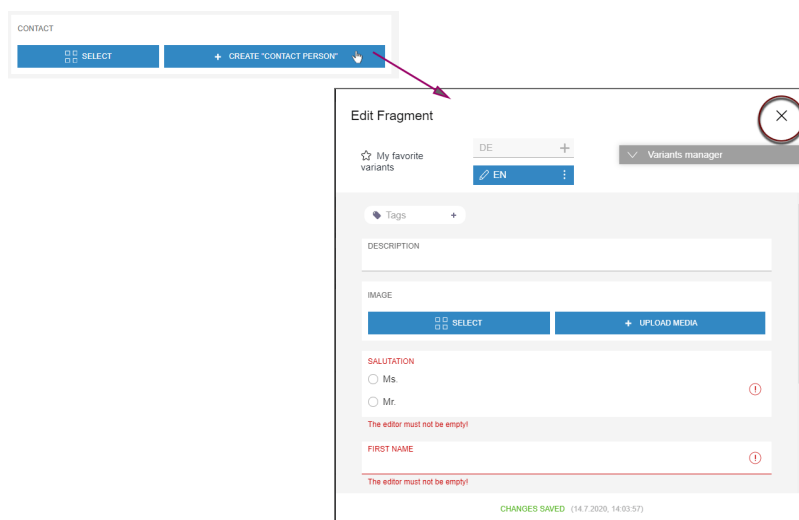 CONTACT
SELECT
+ CREATE "CONTACT PERSON"
Edit Fragment
My favorite
variants
DE
EN
Variants manager
Tags +
DESCRIPTION
IMAGE
SELECT
+ UPLOAD MEDIA
SALUTATION
Ms.
Mr.
The editor must not be empty!
FIRST NAME
The editor must not be empty!
CHANGES SAVED (14.7.2020, 14:03:57)